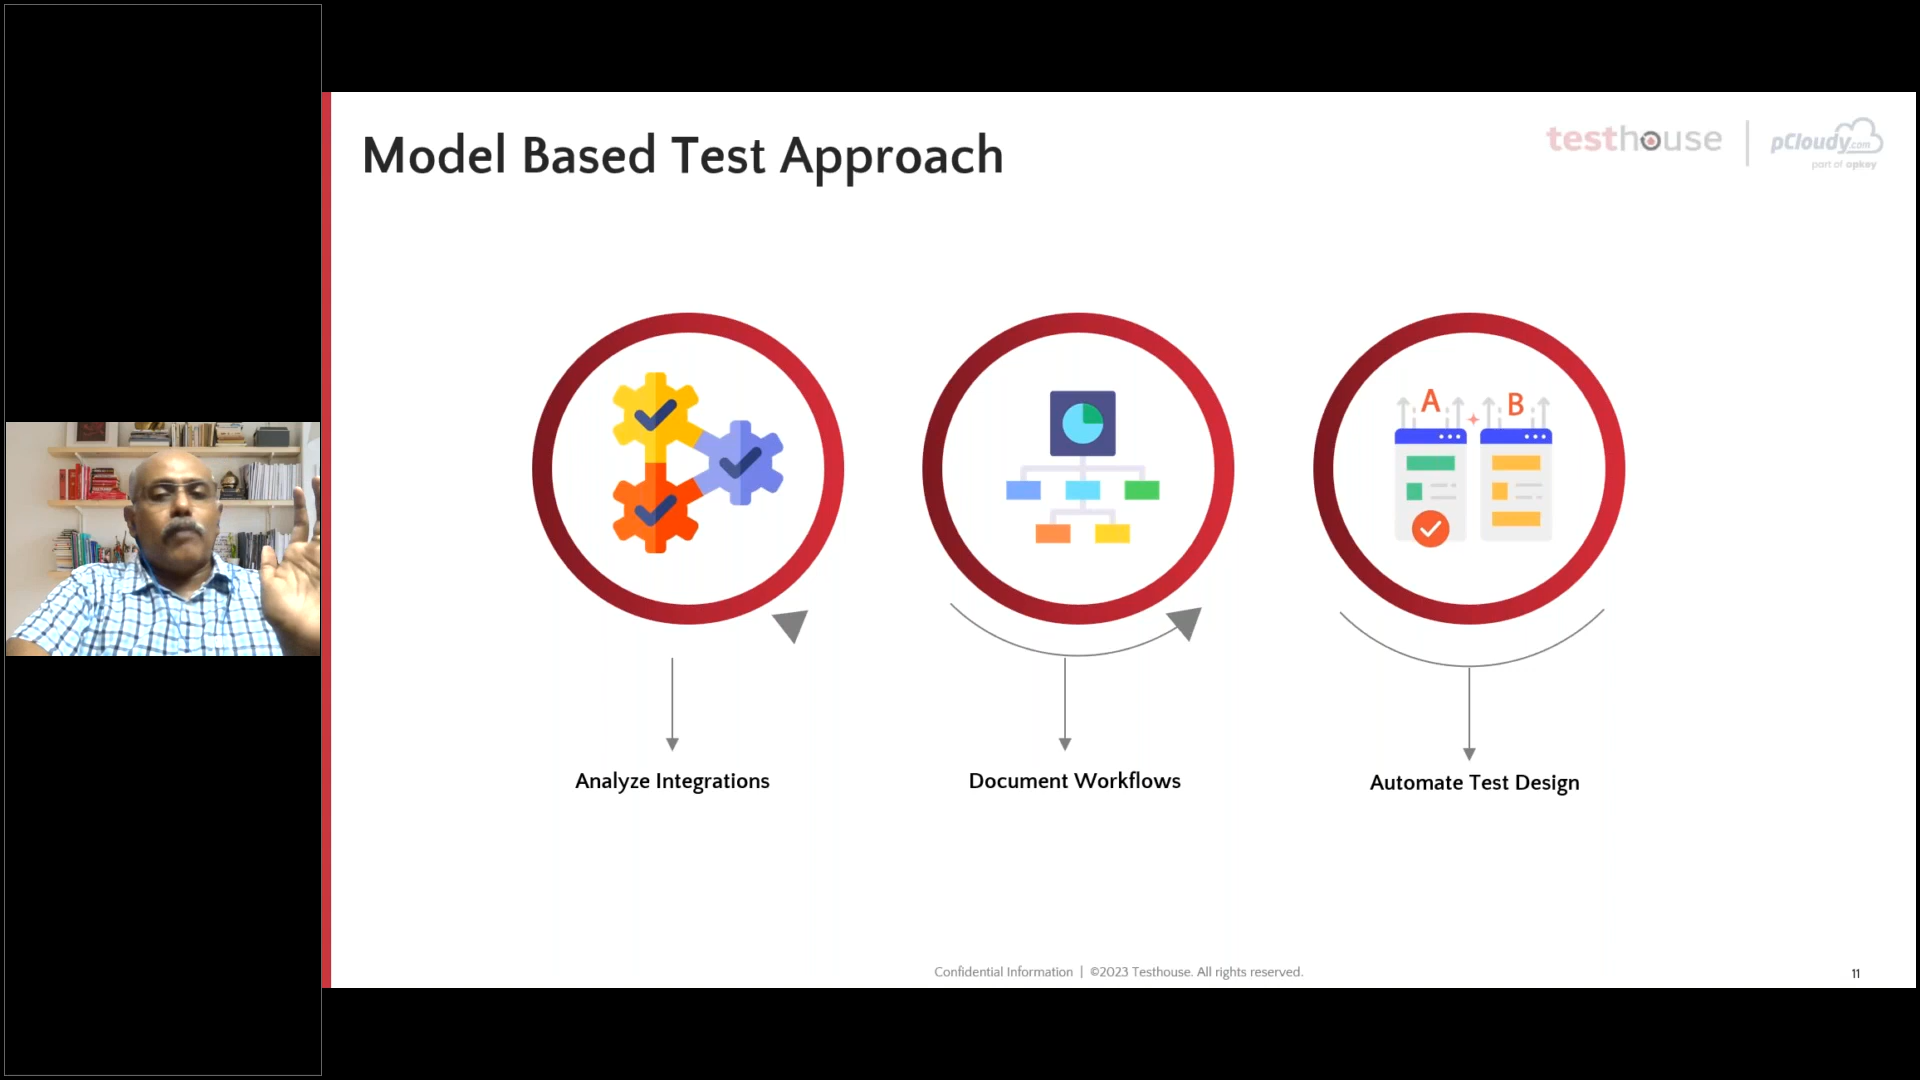 Model Based Test Approach
testhouse
pCloudy.com
part of opkey
A
B
Analyze Integrations
Document Workflows
Automate Test Design
Confidential Information | ©2023 Testhouse. All rights reserved.
11